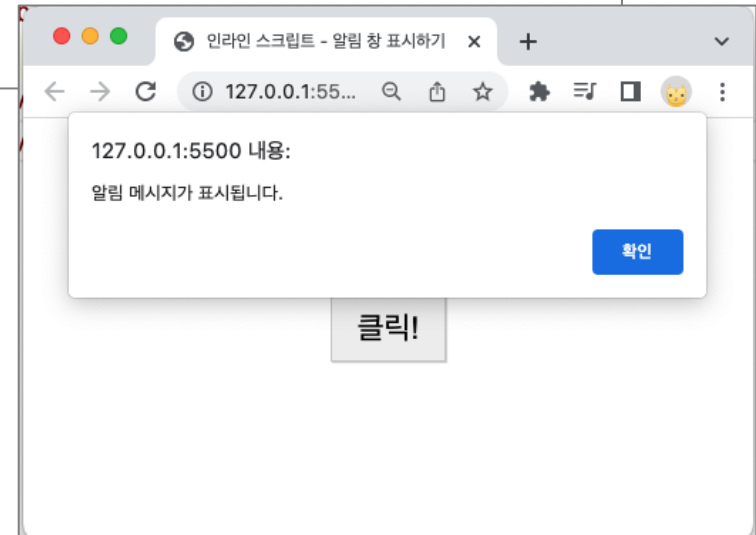 인라인 스크립트 - 알림 창 표시하기
127.0.0.1:55...
127.0.0.1:5500 내용:
알림 메시지가 표시됩니다.
확인
클릭!